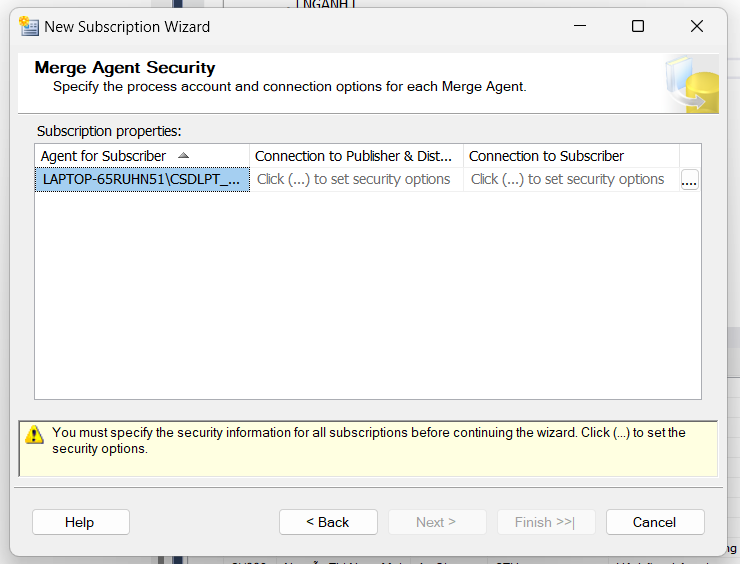 [NGANH]
New Subscription Wizard
Merge Agent Security
Specify the process account and connection options for each Merge Agent.
Subscription properties:
Agent for Subscriber Connection to Publisher & Dist... Connection to Subscriber
LAPTOP-65RUHN51\CSDLPT_... Click (...) to set security options Click (...) to set security options ....
You must specify the security information for all subscriptions before continuing the wizard. Click (...) to set the
security options.
Help < Back Next > Finish >>| Cancel